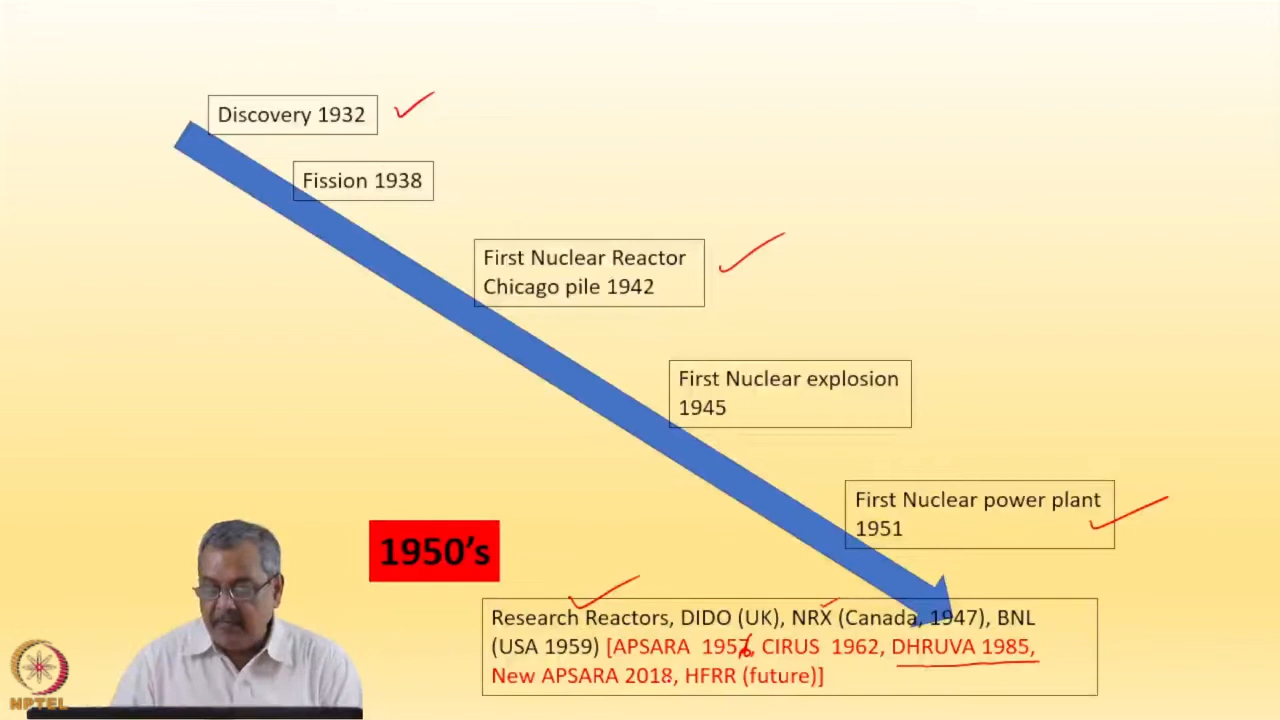 Discovery 1932
Fission 1938
First Nuclear Reactor
Chicago pile 1942
First Nuclear explosion
1945
First Nuclear power plant
1951
1950's
Research Reactors, DIDO (UK), NRX (Canada, 1947), BNL
(USA 1959) [APSARA 1956 CIRUS 1962, DHRUVA 1985,
New APSARA 2018, HFRR (future)]
NPTEL